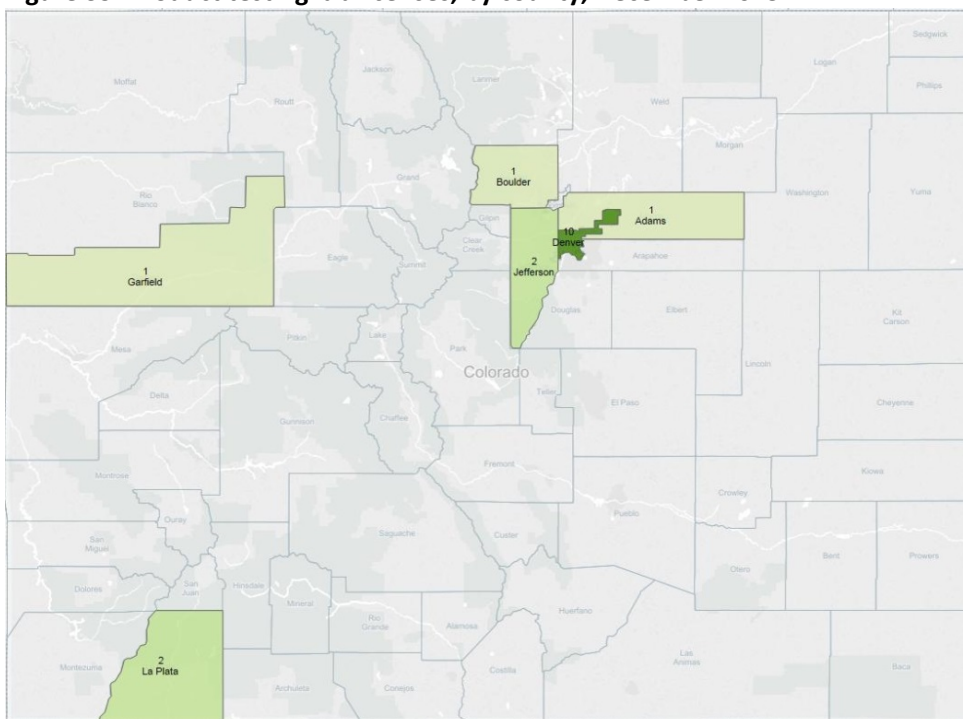 Moffat
Jackson
Larimer
Logan
Sedgwick
Phillips
Routt
Weld
Morgan
Grand
1
Boulder
Rio
Blanco
Washington
Yuma
Gilpin
1
Adams
10
Denver
Clear
Creek
2
Jefferson
Arapahoe
Eagle
Summit
1
Garfield
Douglas
Elbert
Kit
Carson
Pitkin
Lake
Park
Mesa
Lincoln
Colorado
Delta
Teller
El Paso
Cheyenne
Gunnison
Chaffee
Montrose
Fremont
Kiowa
Crowley
Ouray
Pueblo
San
Miguel
Saguache
Custer
Otero
Bent
Prowers
Dolores
San
Juan
Hinsdale
Mineral
Rio
Grande
Alamosa
Huerfano
2
La Plata
Montezuma
Las
Animas
Archuleta
Conejos
Costilla
Baca